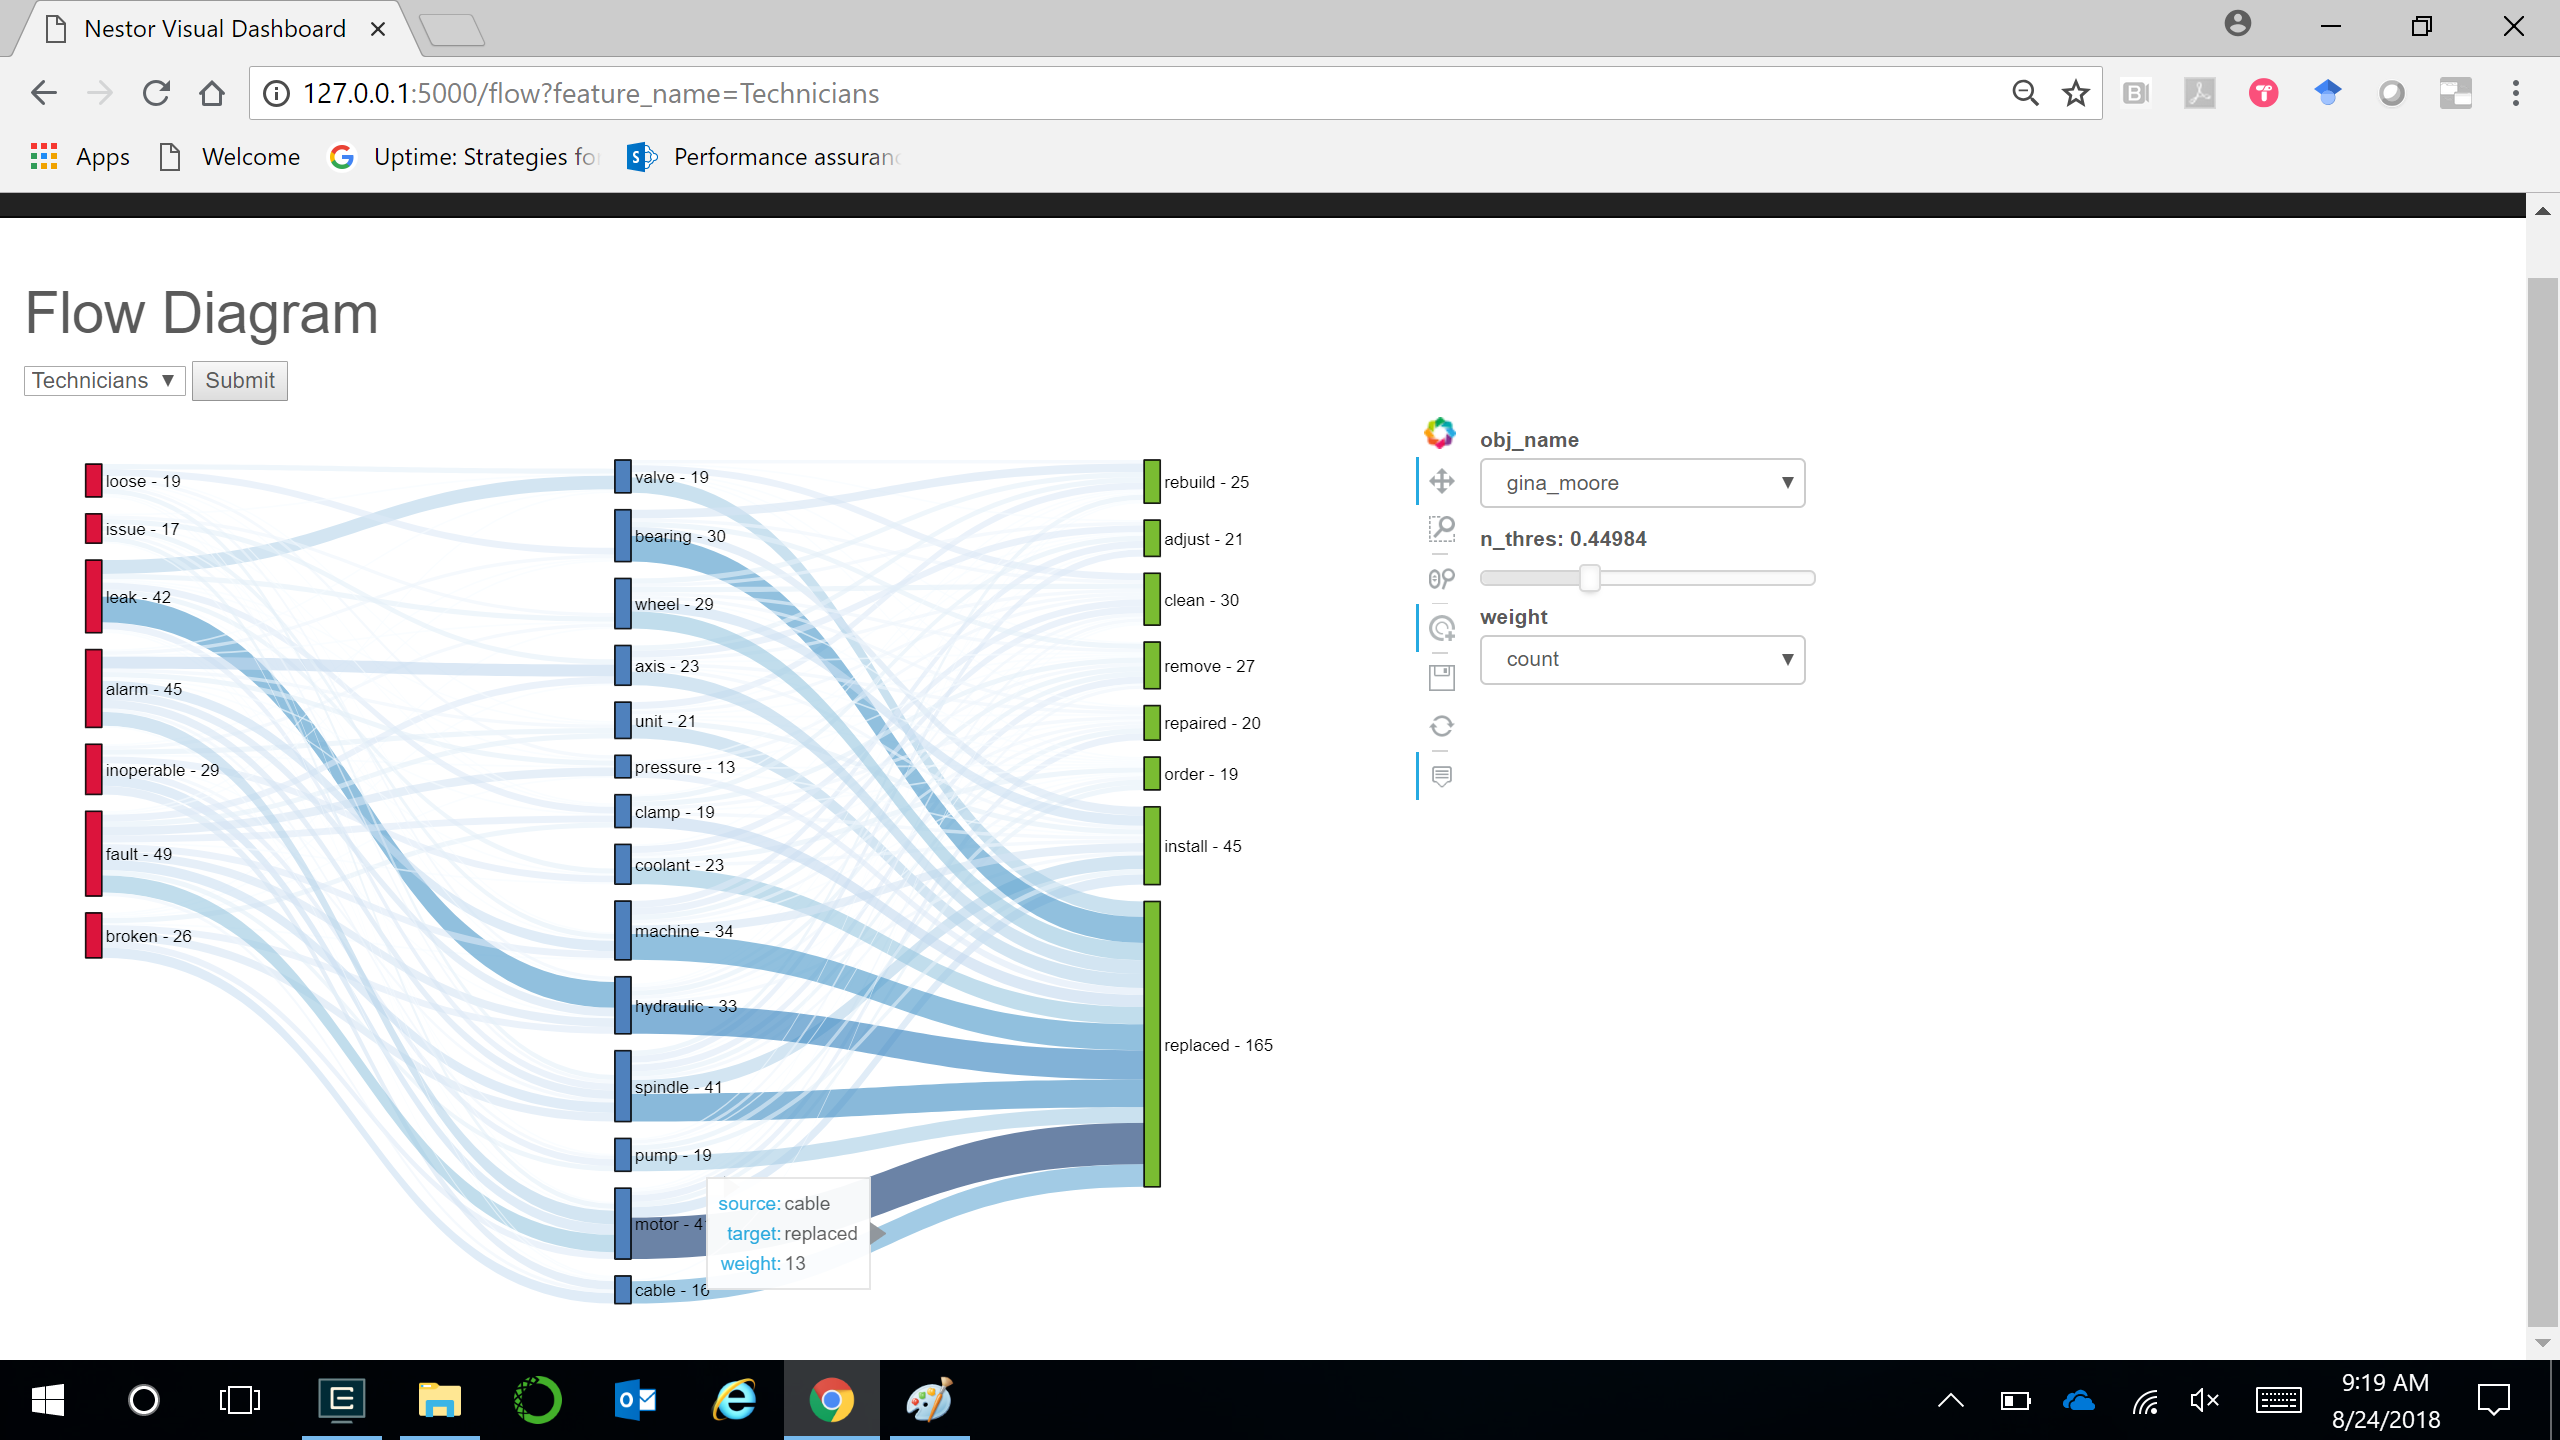 Nestor Visual Dashboard
127.0.0.1:5000/flow?feature_name=Technicians
Apps
Welcome
Uptime: Strategies for
Performance assuranc
Flow Diagram
Technicians
Submit
loose - 19
issue - 17
leak - 42
alarm - 45
inoperable - 29
fault - 49
broken - 26
valve - 19
bearing - 30
wheel - 29
axis - 23
unit - 21
pressure - 13
clamp - 19
coolant - 23
machine - 34
hydraulic - 33
spindle - 41
pump - 19
motor - 4
cable - 16
source: cable
target: replaced
weight: 13
rebuild - 25
adjust - 21
clean - 30
remove - 27
repaired - 20
order - 19
install - 45
replaced - 165
obj_name
gina_moore
n_thres: 0.44984
weight
count
9:19 AM
8/24/2018